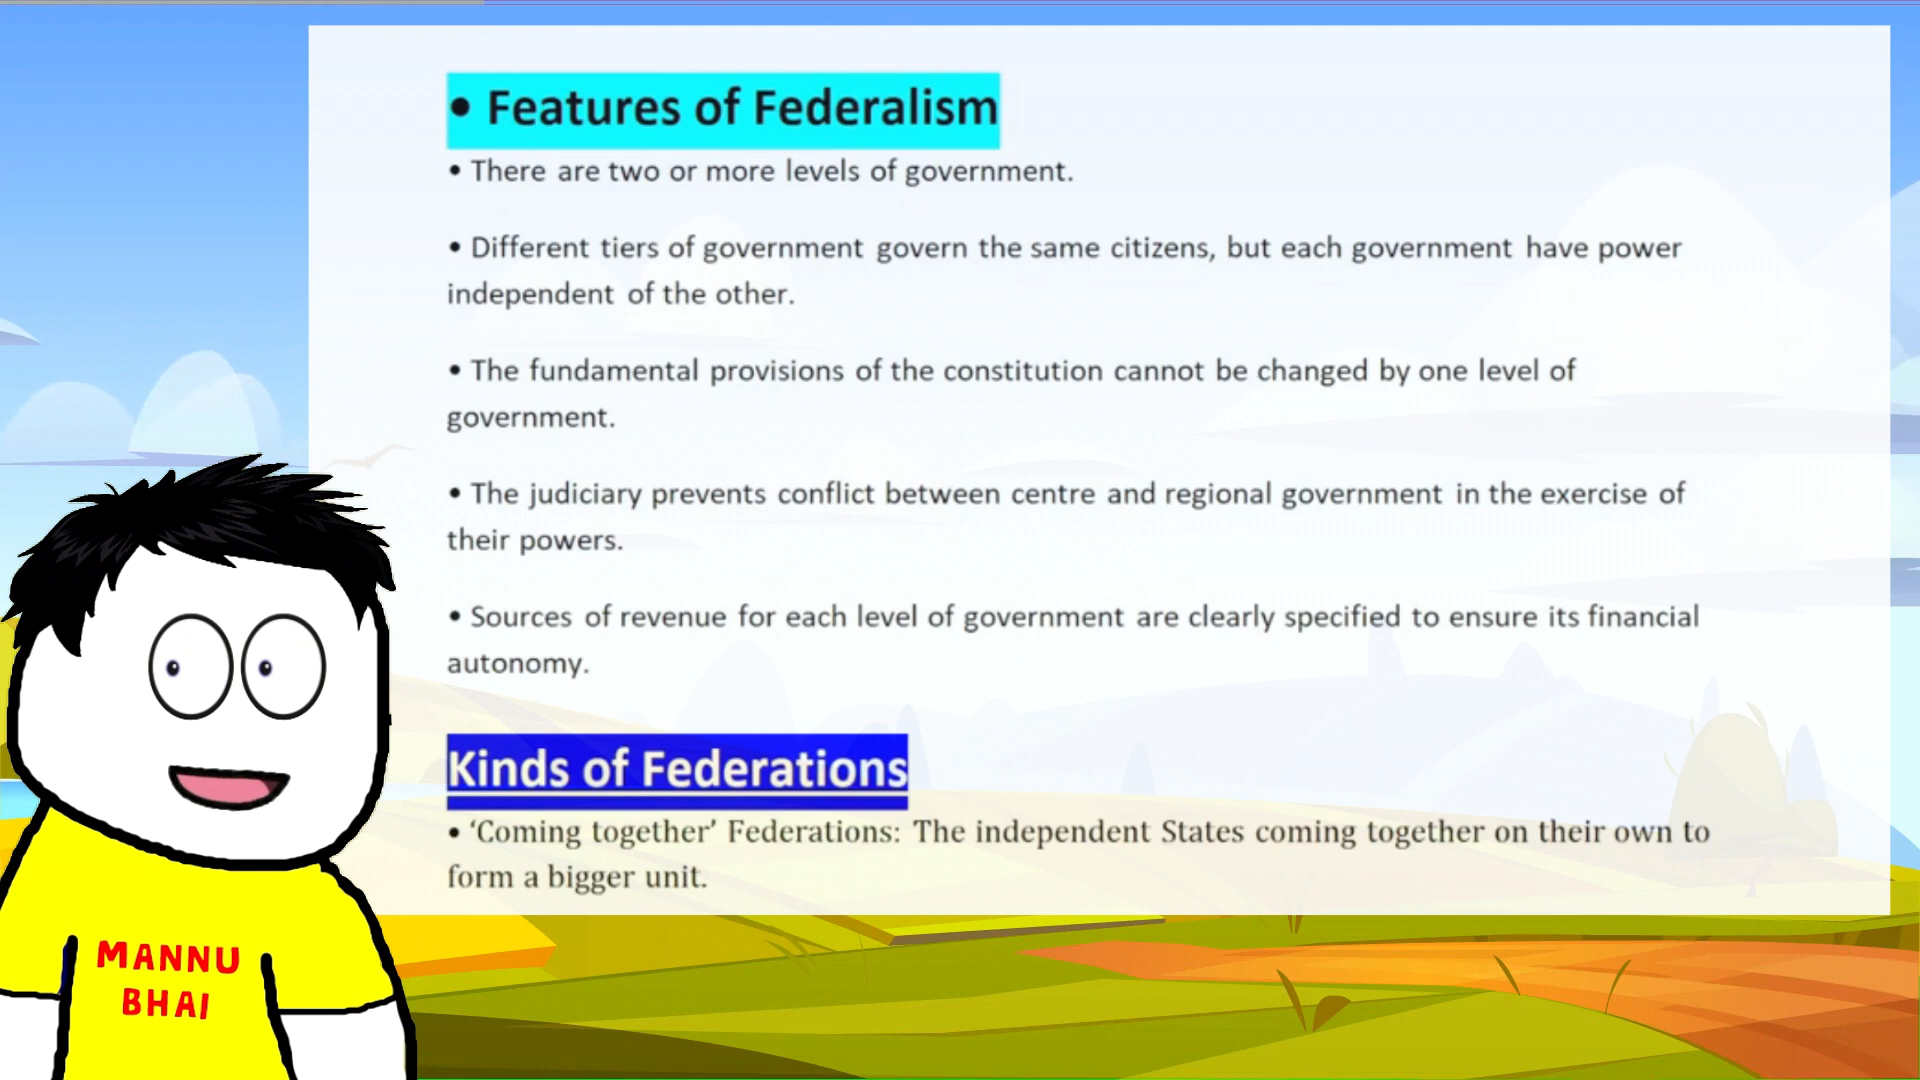 • Features of Federalism
• There are two or more levels of government.
• Different tiers of government govern the same citizens, but each government have power
independent of the other.
• The fundamental provisions of the constitution cannot be changed by one level of
government.
• The judiciary prevents conflict between centre and regional government in the exercise of
their powers.
• Sources of revenue for each level of government are clearly specified to ensure its financial
autonomy.
Kinds of Federations
• ‘Coming together’ Federations: The independent States coming together on their own to
form a bigger unit.
MANNU
BHAI